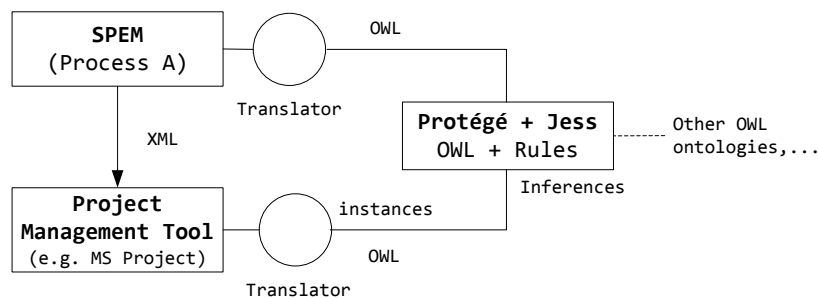 SPEM
(Process A)
OWL
Translator
XML
Protégé + Jess
OWL + Rules
Other OWL
ontologies,...
Inferences
Project
Management Tool
(e.g. MS Project)
instances
OWL
Translator